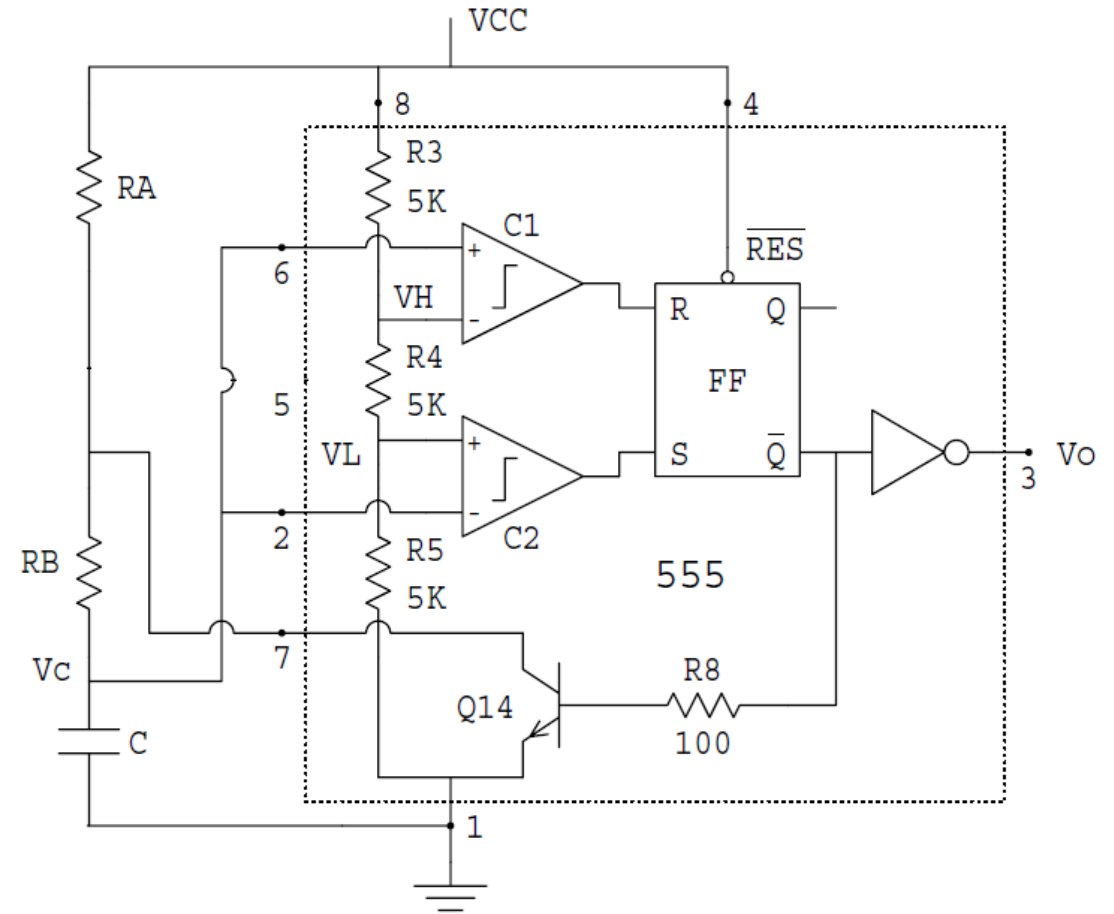 VCC
8
4
R3
5K
RA
C1
+
-
6
VH
RES
R
Q
FF
S
Q
R4
5K
5
VL
+
-
C2
2
Vo
3
RB
R5
5K
555
7
Vc
R8
100
Q14
C
1